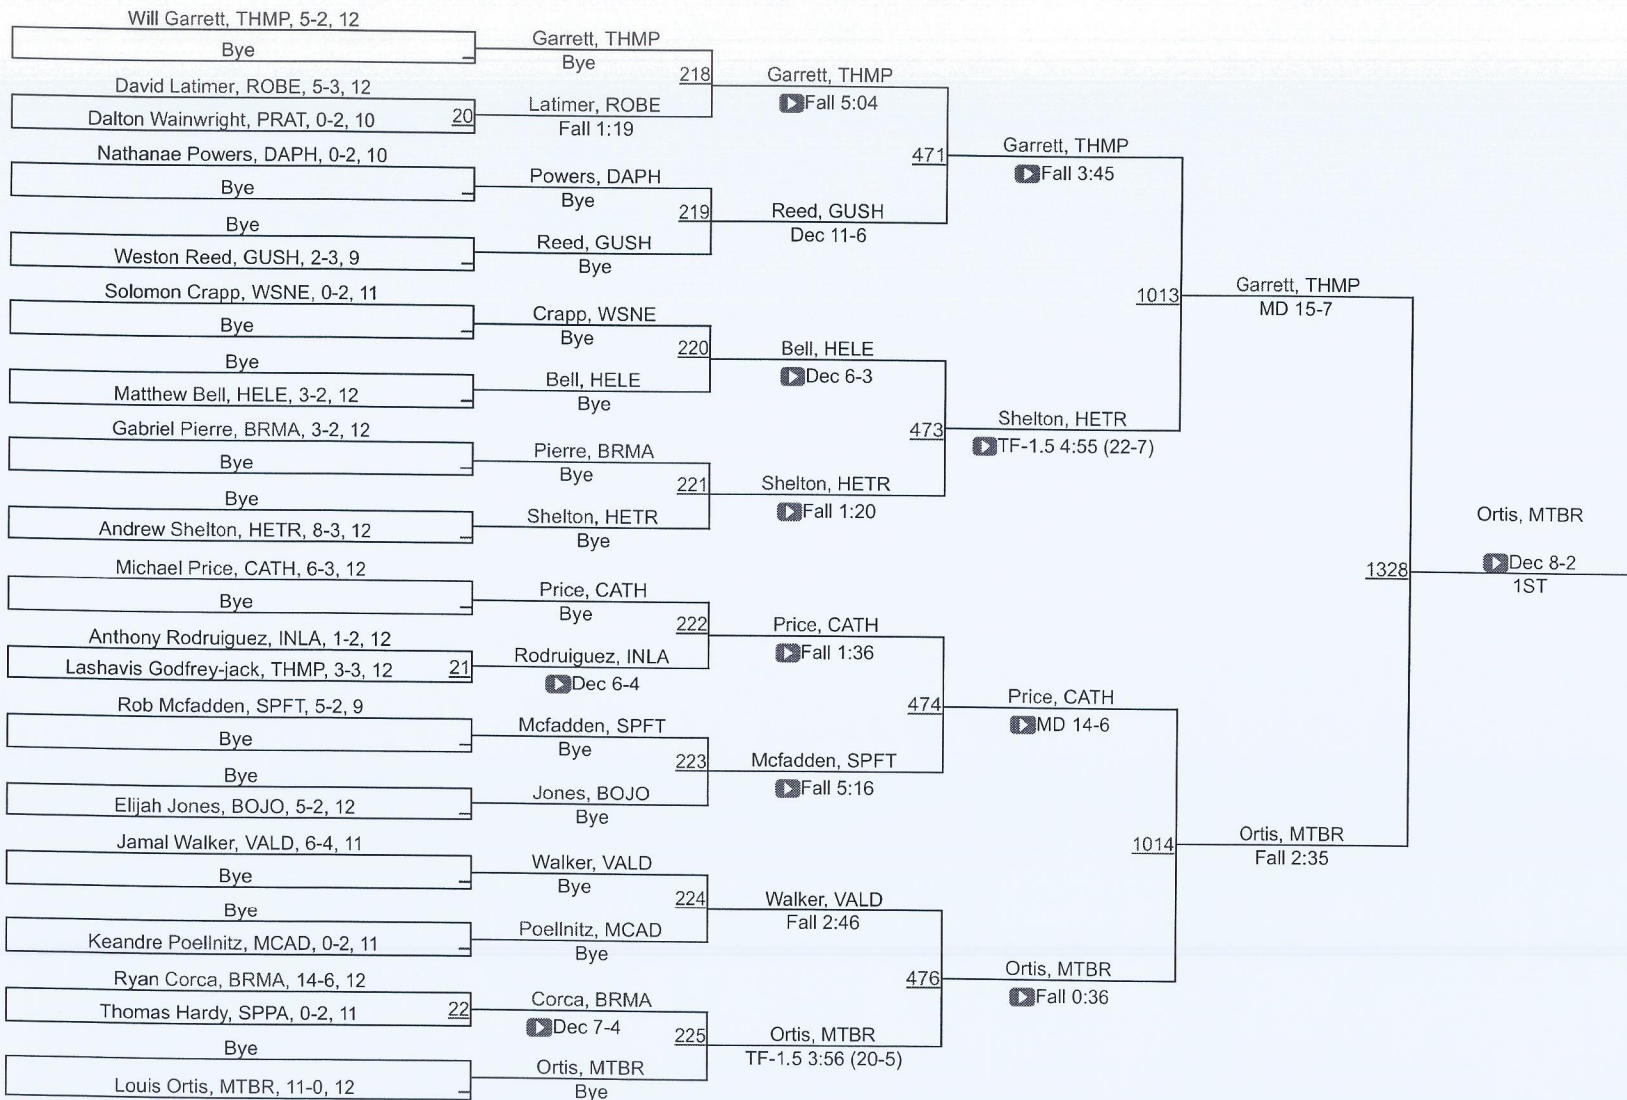 Will Garrett, THMP, 5-2, 12
Bye
David Latimer, ROBE, 5-3, 12
Dalton Wainwright, PRAT, 0-2, 10
20
Nathanae Powers, DAPH, 0-2, 10
Bye
Bye
Weston Reed, GUSH, 2-3, 9
Solomon Crapp, WSNE, 0-2, 11
Bye
Bye
Matthew Bell, HELE, 3-2, 12
Gabriel Pierre, BRMA, 3-2, 12
Bye
Bye
Andrew Shelton, HETR, 8-3, 12
Michael Price, CATH, 6-3, 12
Bye
Anthony Rodruiguez, INLA, 1-2, 12
Lashavis Godfrey-jack, THMP, 3-3, 12
21
Rob Mcfadden, SPFT, 5-2, 9
Bye
Bye
Elijah Jones, BOJO, 5-2, 12
Jamal Walker, VALD, 6-4, 11
Bye
Bye
Keandre Poellnitz, MCAD, 0-2, 11
Ryan Corca, BRMA, 14-6, 12
Thomas Hardy, SPPA, 0-2, 11
22
Bye
Louis Ortis, MTBR, 11-0, 12
Garrett, THMP
Bye
218
Latimer, ROBE
Fall 1:19
Powers, DAPH
Bye
219
Reed, GUSH
Bye
Crapp, WSNE
Bye
220
Bell, HELE
Bye
Pierre, BRMA
Bye
221
Shelton, HETR
Bye
Price, CATH
Bye
222
Rodruiguez, INLA
Dec 6-4
Mcfadden, SPFT
Bye
223
Jones, BOJO
Bye
Walker, VALD
Bye
224
Poellnitz, MCAD
Bye
Corca, BRMA
Dec 7-4
225
Ortis, MTBR
Bye
Garrett, THMP
Fall 5:04
471
Reed, GUSH
Dec 11-6
Bell, HELE
Dec 6-3
473
Shelton, HETR
Fall 1:20
Price, CATH
Fall 1:36
474
Mcfadden, SPFT
Fall 5:16
Walker, VALD
Fall 2:46
476
Ortis, MTBR
TF-1.5 3:56 (20-5)
Garrett, THMP
Fall 3:45
1013
Shelton, HETR
TF-1.5 4:55 (22-7)
Price, CATH
MD 14-6
1014
Ortis, MTBR
Fall 0:36
Garrett, THMP
MD 15-7
1328
Ortis, MTBR
Fall 2:35
Ortis, MTBR
Dec 8-2
1ST